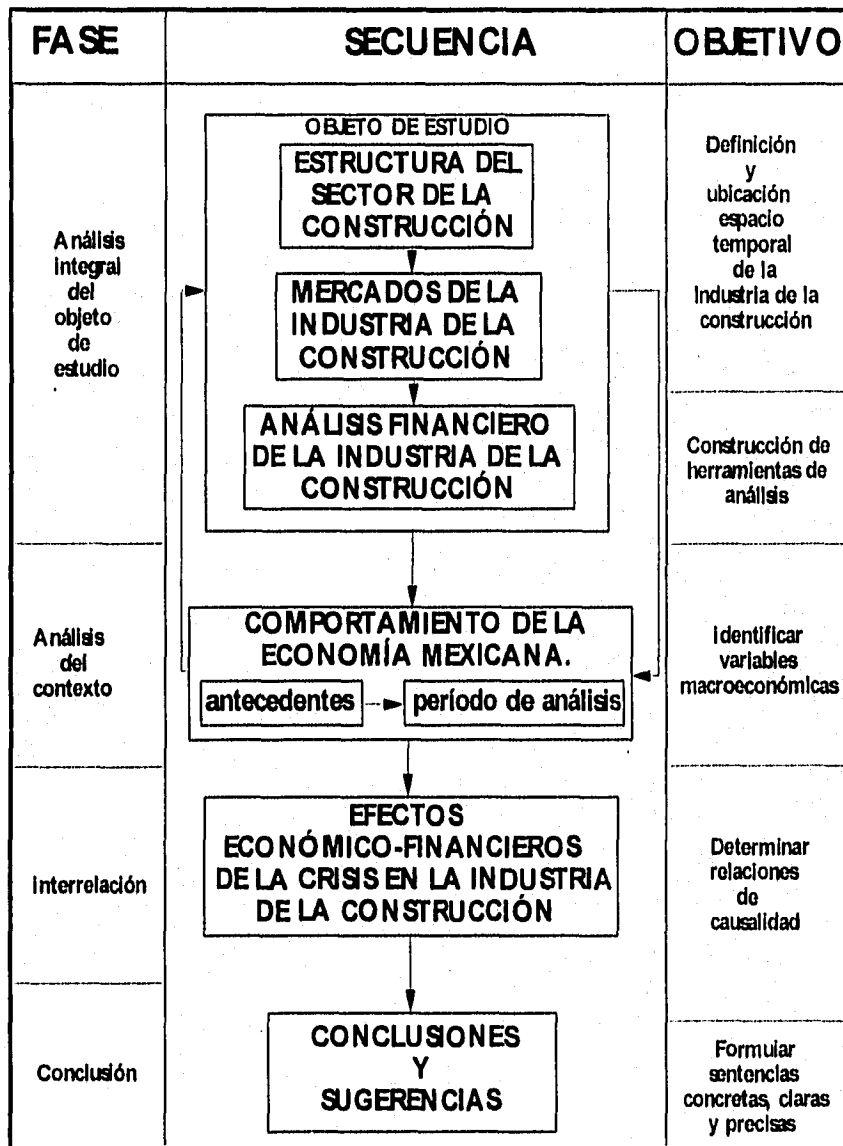 FASE
SECUENCIA
OBJETIVO
Análisis
integral
del
objeto
de
estudio
OBJETO DE ESTUDIO
ESTRUCTURA DEL
SECTOR DE LA
CONSTRUCCIÓN
MERCADOS DE LA
INDUSTRIA DE LA
CONSTRUCCIÓN
ANÁLISIS FINANCIERO
DE LA INDUSTRIA DE LA
CONSTRUCCIÓN
Definición
y
ubicación
espacio
temporal
de la
Industria de la
construcción
Construcción de
herramientas de
análisis
Análisis
del
contexto
COMPORTAMIENTO DE LA
ECONOMÍA MEXICANA.
antecedentes
período de análisis
Identificar
variables
macroeconómicas
Interrelación
EFECTOS
ECONÓMICO-FINANCIEROS
DE LA CRISIS EN LA INDUSTRIA
DE LA CONSTRUCCIÓN
Determinar
relaciones
de
causalidad
Conclusión
CONCLUSIONES
Y
SUGERENCIAS
Formular
sentencias
concretas, claras
y precisas